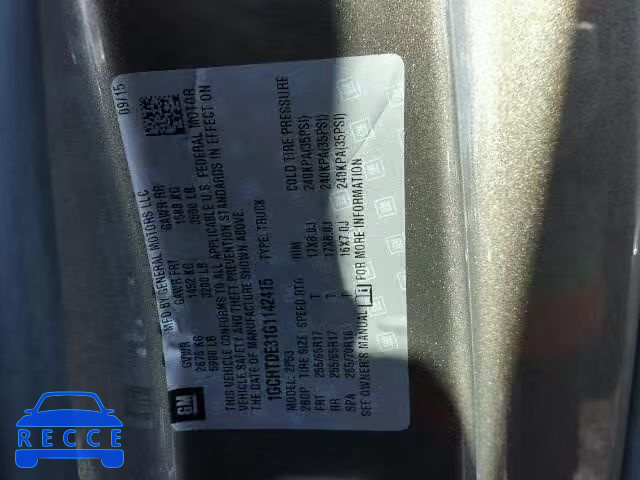 MFD BY GENERAL MOTORS LLC 09/15
GVWR GAWR FRT GAWR RR
2676 KG 1452 KG 1588 KG
5900 LB 3200 LB 3500 LB
THIS VEHICLE CONFORMS TO ALL APPLICABLE U.S. FEDERAL MOTOR
VEHICLE SAFETY AND THEFT PREVENTION STANDARDS IN EFFECT ON
THE DATE OF MANUFACTURE SHOWN ABOVE.
1GCHTDE31G1142415 TYPE: TRUCK
2P53
TIRE SIZE SPEED RTG RIM COLD TIRE PRESSURE
FRT 255/65R17 T 17X8.0J 240KPA(35PSI)
RR 255/65R17 T 17X8.0J 240KPA(35PSI)
SPA 265/70R16 T 16X7.0J 240KPA(35PSI)
SEE OWNER'S MANUAL FOR MORE INFORMATION
GM
RECCE